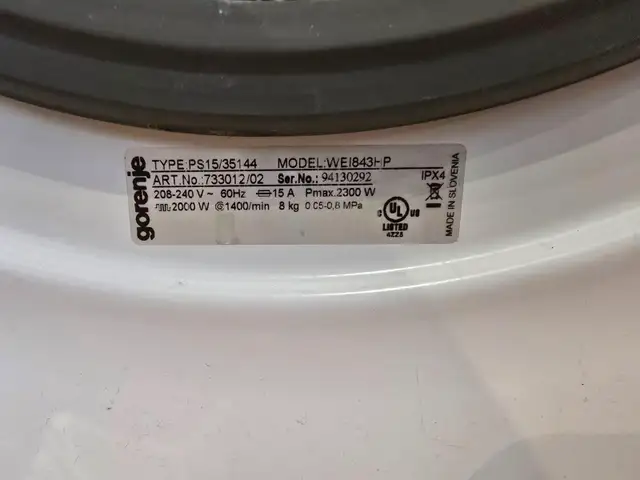 gorenje
TYPE:PS15/35144 MODEL:WEI843HP
ART.No.:733012/02 Ser.No.: 94130292 IPX4
208-240 V ~ 60Hz 15 A Pmax.2300 W
2000 W @1400/min 8 kg 0.05-0,8 MPa
C UL US
LISTED
MADE IN SLOVENIA